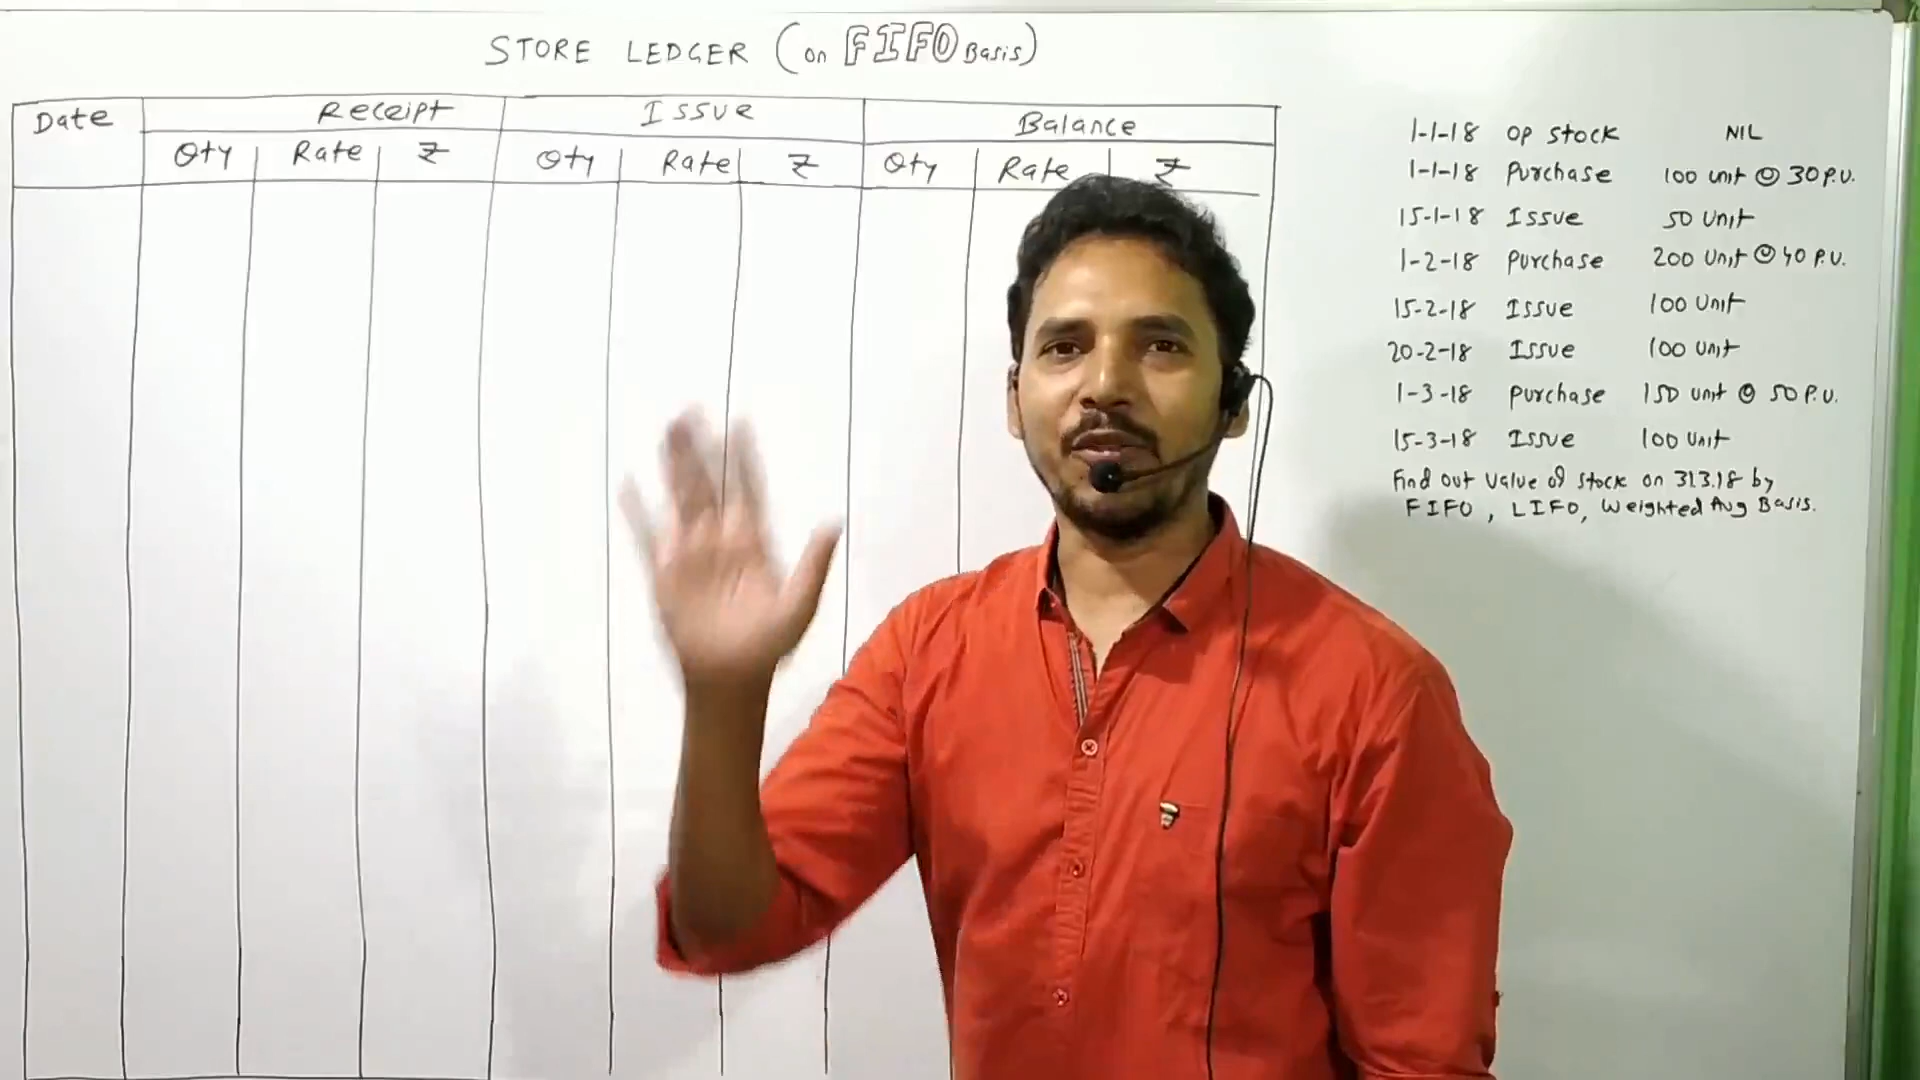 STORE LEDGER (on FIFO Basis)
Date Receipt Issue Balance
Qty Rate ₹ Qty Rate ₹ Qty Rate ₹
1-1-18 OP Stock NIL
1-1-18 Purchase 100 unit @ 30 P.U.
15-1-18 Issue 50 Unit
1-2-18 Purchase 200 Unit @ 40 P.U.
15-2-18 Issue 100 Unit
20-2-18 Issue 100 Unit
1-3-18 Purchase 150 unit @ 50 P.U.
15-3-18 Issue 100 Unit
Find out Value of Stock on 31.3.18 by
FIFO, LIFO, Weighted Avg Basis.